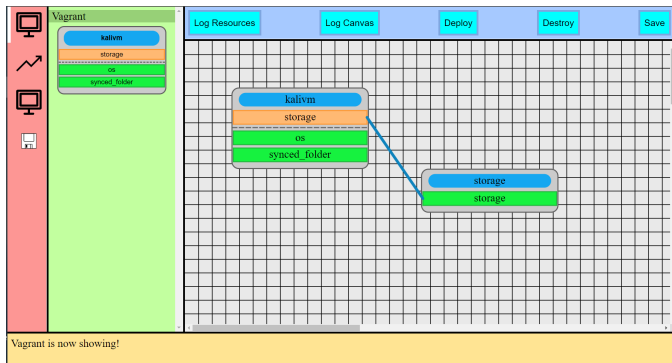 Vagrant
kalivm
storage
os
synced_folder
Log Resources
Log Canvas
Deploy
Destroy
Save
kalivm
storage
os
synced_folder
storage
storage
Vagrant is now showing!